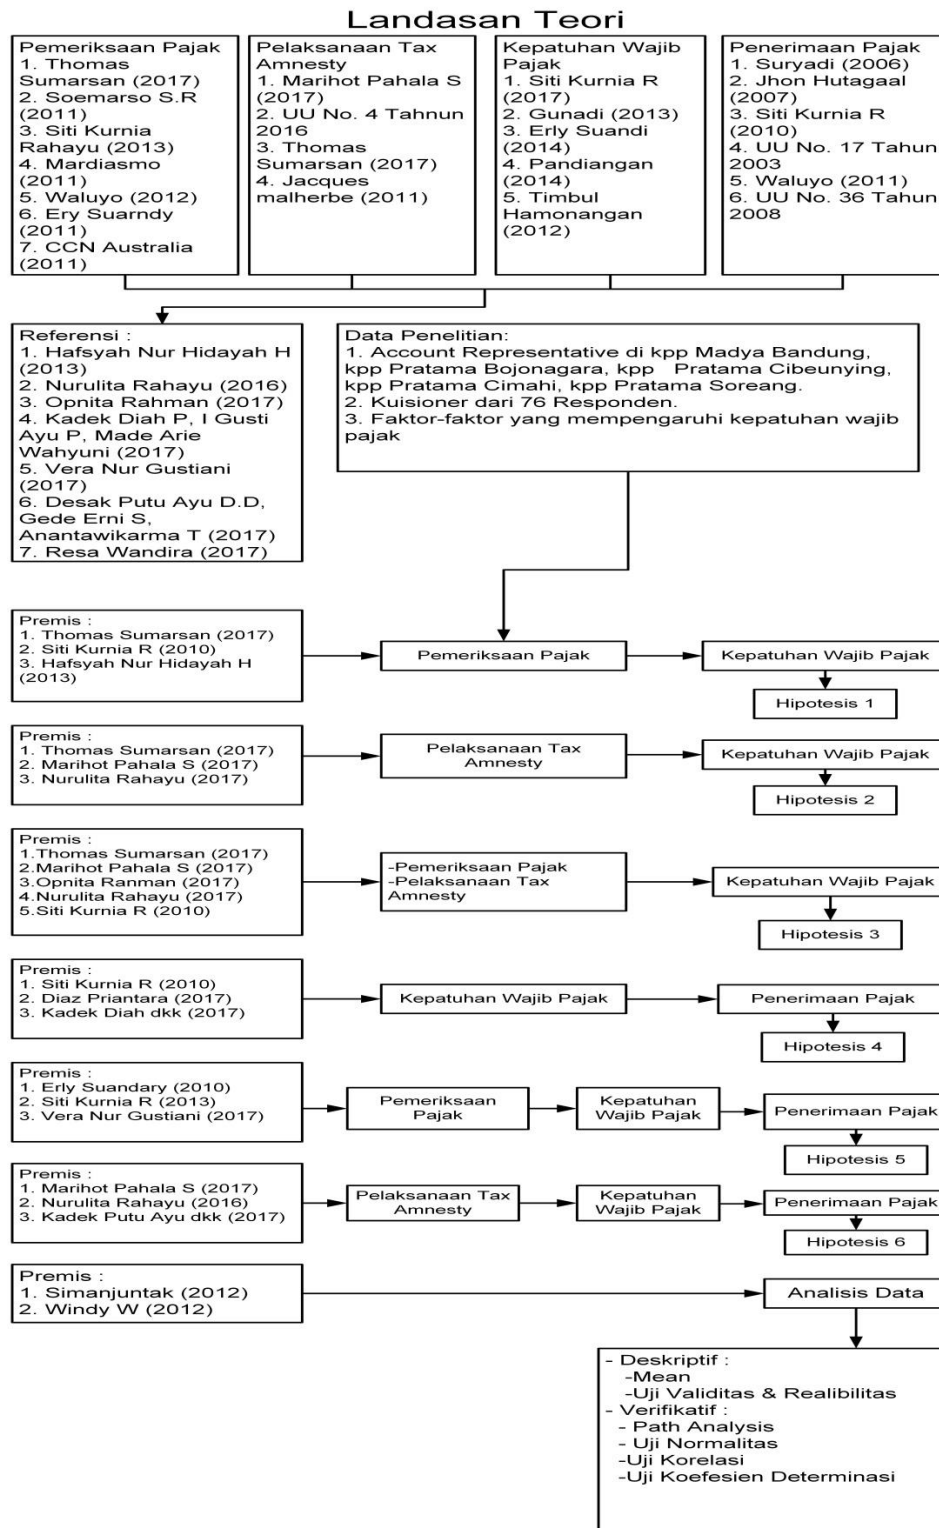 Landasan Teori
Pemeriksaan Pajak
1. Thomas
Sumarsan (2017)
2. Soemarso S.R
(2011)
3. Siti Kurnia
Rahayu (2013)
4. Mardiasmo
(2011)
5. Waluyo (2012)
6. Ery Suarndy
(2011)
7. CCN Australia
(2011)
Pelaksanaan Tax
Amnesty
1. Marihot Pahala S
(2017)
2. UU No. 4 Tahnun
2016
3. Thomas
Sumarsan (2017)
4. Jacques
malherbe (2011)
Kepatuhan Wajib
Pajak
1. Siti Kurnia R
(2017)
2. Gunadi (2013)
3. Erly Suandi
(2014)
4. Pandiangan
(2014)
5. Timbul
Hamonangan
(2012)
Penerimaan Pajak
1. Suryadi (2006)
2. Jhon Hutagaal
(2007)
3. Siti Kurnia R
(2010)
4. UU No. 17 Tahun
2003
5. Waluyo (2011)
6. UU No. 36 Tahun
2008
Referensi :
1. Hafsyah Nur Hidayah H
(2013)
2. Nurulita Rahayu (2016)
3. Opnita Rahman (2017)
4. Kadek Diah P, I Gusti
Ayu P, Made Arie
Wahyuni (2017)
5. Vera Nur Gustiani
(2017)
6. Desak Putu Ayu D.D,
Gede Erni S,
Anantawikarma T (2017)
7. Resa Wandira (2017)
Data Penelitian:
1. Account Representative di kpp Madya Bandung,
kpp Pratama Bojonagara, kpp Pratama Cibeunying,
kpp Pratama Cimahi, kpp Pratama Soreang.
2. Kuisioner dari 76 Responden.
3. Faktor-faktor yang mempengaruhi kepatuhan wajib
pajak
Premis :
1. Thomas Sumarsan (2017)
2. Siti Kurnia R (2010)
3. Hafsyah Nur Hidayah H
(2013)
Pemeriksaan Pajak
Kepatuhan Wajib Pajak
Hipotesis 1
Premis :
1. Thomas Sumarsan (2017)
2. Marihot Pahala S (2017)
3. Nurulita Rahayu (2017)
Pelaksanaan Tax
Amnesty
Kepatuhan Wajib Pajak
Hipotesis 2
Premis :
1.Thomas Sumarsan (2017)
2.Marihot Pahala S (2017)
3.Opnita Ranman (2017)
4.Nurulita Rahayu (2017)
5.Siti Kurnia R (2010)
-Pemeriksaan Pajak
-Pelaksanaan Tax
Amnesty
Kepatuhan Wajib Pajak
Hipotesis 3
Premis :
1. Siti Kurnia R (2010)
2. Diaz Priantara (2017)
3. Kadek Diah dkk (2017)
Kepatuhan Wajib Pajak
Penerimaan Pajak
Hipotesis 4
Premis :
1. Erly Suandary (2010)
2. Siti Kurnia R (2013)
3. Vera Nur Gustiani (2017)
Pemeriksaan
Pajak
Kepatuhan
Wajib Pajak
Penerimaan Pajak
Hipotesis 5
Premis :
1. Marihot Pahala S (2017)
2. Nurulita Rahayu (2016)
3. Kadek Putu Ayu dkk (2017)
Pelaksanaan Tax
Amnesty
Kepatuhan
Wajib Pajak
Penerimaan Pajak
Hipotesis 6
Premis :
1. Simanjuntak (2012)
2. Windy W (2012)
Analisis Data
- Deskriptif :
-Mean
-Uji Validitas & Realibilitas
- Verifikatif :
- Path Analysis
- Uji Normalitas
-Uji Korelasi
-Uji Koefesien Determinasi